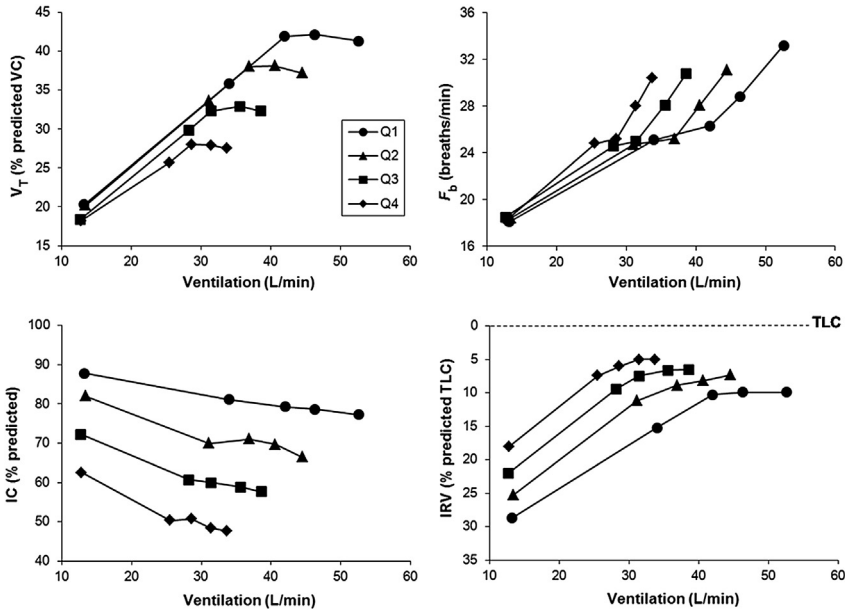 45
40
35
30
25
20
15
V_T (% predicted VC)
Q1
Q2
Q3
Q4
10 20 30 40 50 60
Ventilation (L/min)
36
32
28
24
20
16
F_b (breaths/min)
10 20 30 40 50 60
Ventilation (L/min)
100
90
80
70
60
50
40
IC (% predicted)
10 20 30 40 50 60
Ventilation (L/min)
0
5
10
15
20
25
30
35
IRV (% predicted TLC)
TLC
10 20 30 40 50 60
Ventilation (L/min)